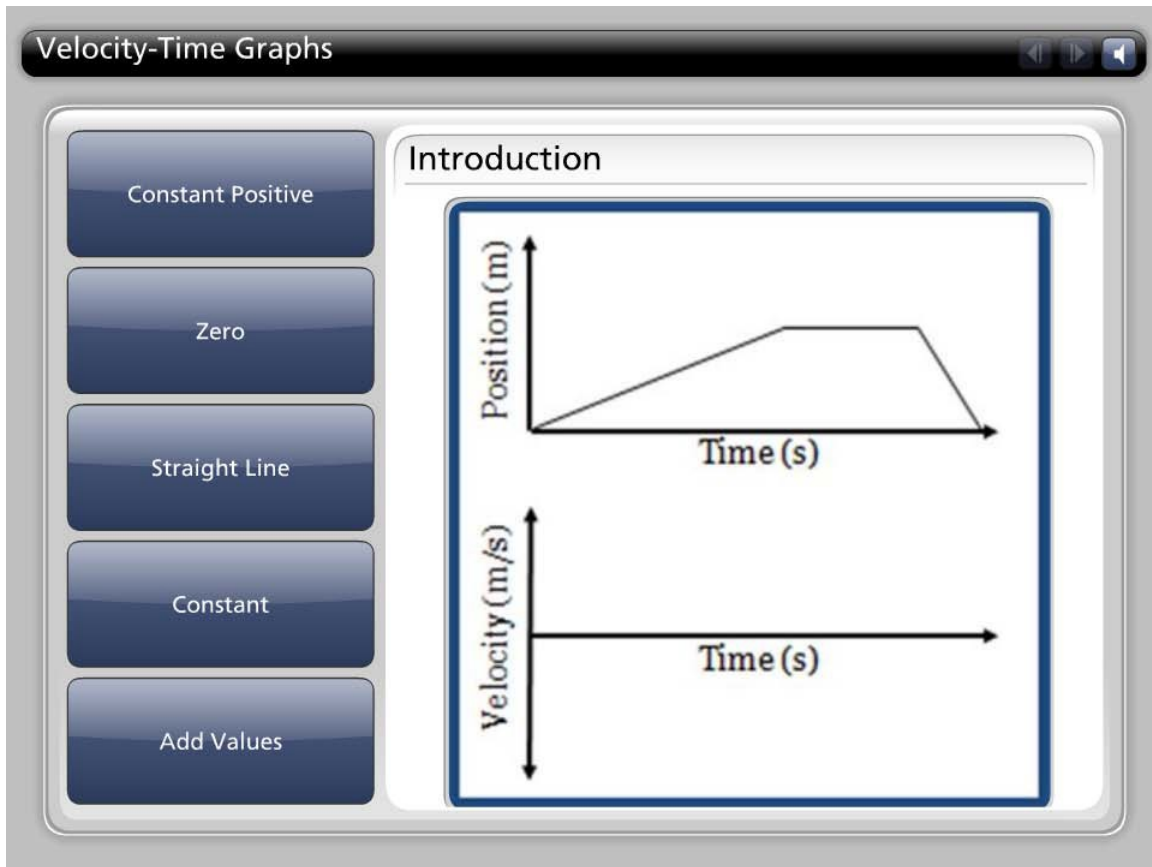 Velocity-Time Graphs
Constant Positive
Zero
Straight Line
Constant
Add Values
Introduction
Position (m)
Time (s)
Velocity (m/s)
Time (s)